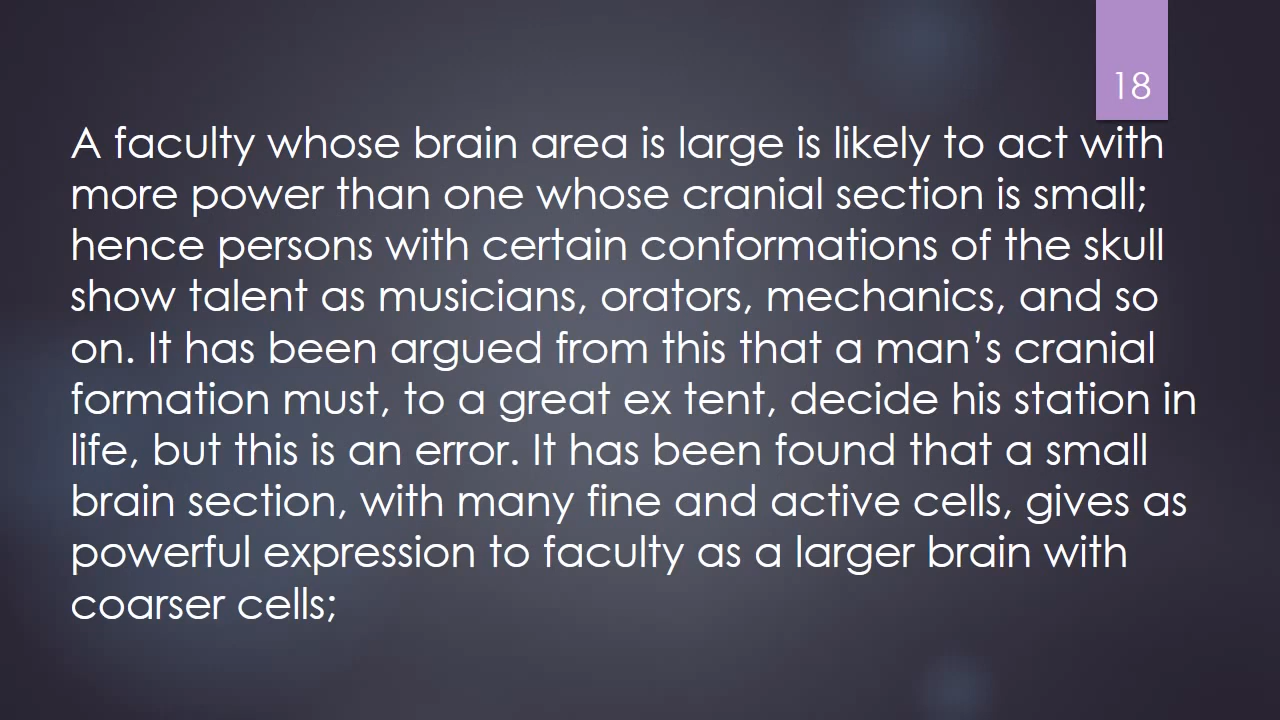 18
A faculty whose brain area is large is likely to act with
more power than one whose cranial section is small;
hence persons with certain conformations of the skull
show talent as musicians, orators, mechanics, and so
on. It has been argued from this that a man’s cranial
formation must, to a great ex tent, decide his station in
life, but this is an error. It has been found that a small
brain section, with many fine and active cells, gives as
powerful expression to faculty as a larger brain with
coarser cells;